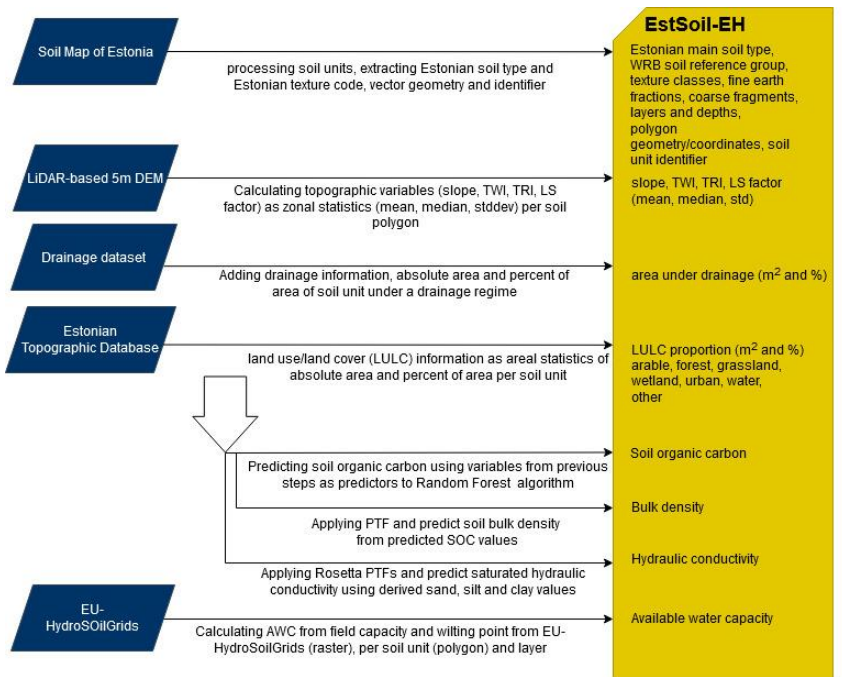 EstSoil-EH
Soil Map of Estonia
processing soil units, extracting Estonian soil type and
Estonian texture code, vector geometry and identifier
Estonian main soil type,
WRB soil reference group,
texture classes, fine earth
fractions, coarse fragments,
layers and depths,
polygon
geometry/coordinates, soil
unit identifier
LiDAR-based 5m DEM
Calculating topographic variables (slope, TWI, TRI, LS
factor) as zonal statistics (mean, median, stddev) per soil
polygon
slope, TWI, TRI, LS factor
(mean, median, std)
Drainage dataset
Adding drainage information, absolute area and percent of
area of soil unit under a drainage regime
area under drainage (m² and %)
Estonian
Topographic Database
land use/land cover (LULC) information as areal statistics of
absolute area and percent of area per soil unit
LULC proportion (m² and %)
arable, forest, grassland,
wetland, urban, water,
other
Predicting soil organic carbon using variables from previous
steps as predictors to Random Forest algorithm
Soil organic carbon
Applying PTF and predict soil bulk density
from predicted SOC values
Bulk density
Applying Rosetta PTFs and predict saturated hydraulic
conductivity using derived sand, silt and clay values
Hydraulic conductivity
EU-
HydroSOilGrids
Calculating AWC from field capacity and wilting point from EU-
HydroSoilGrids (raster), per soil unit (polygon) and layer
Available water capacity